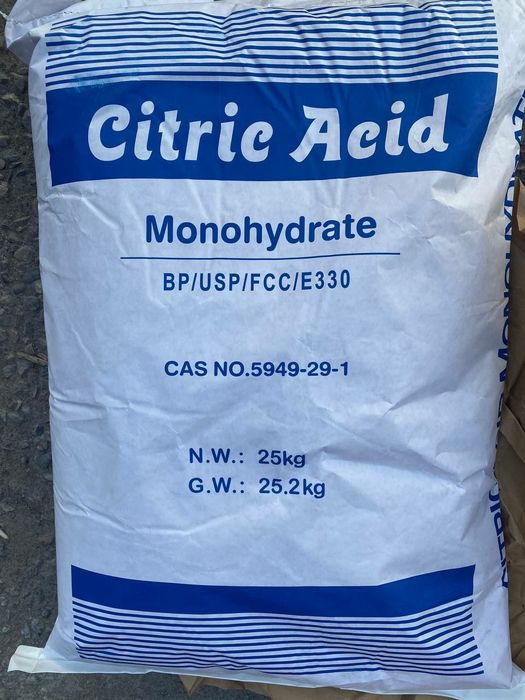 Citric Acid
Monohydrate
BP/USP/FCC/E330
CAS NO.5949-29-1
N.W.: 25kg
G.W.: 25.2kg